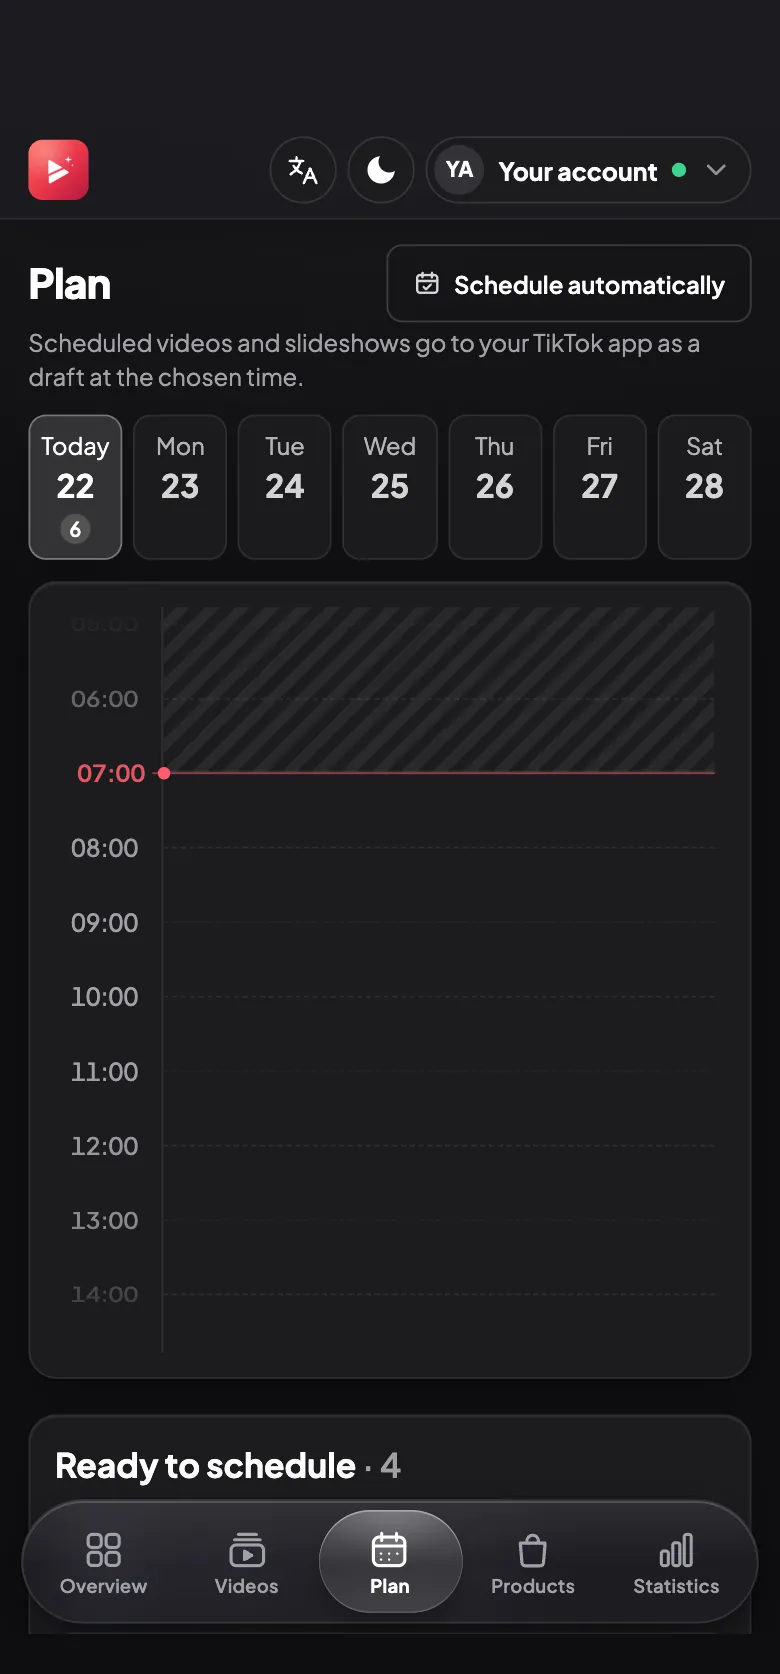 YA Your account
Plan
Schedule automatically
Scheduled videos and slideshows go to your TikTok app as a
draft at the chosen time.
Today Mon Tue Wed Thu Fri Sat
22 23 24 25 26 27 28
6
06:00
07:00
08:00
09:00
10:00
11:00
12:00
13:00
14:00
Ready to schedule · 4
Overview Videos Plan Products Statistics